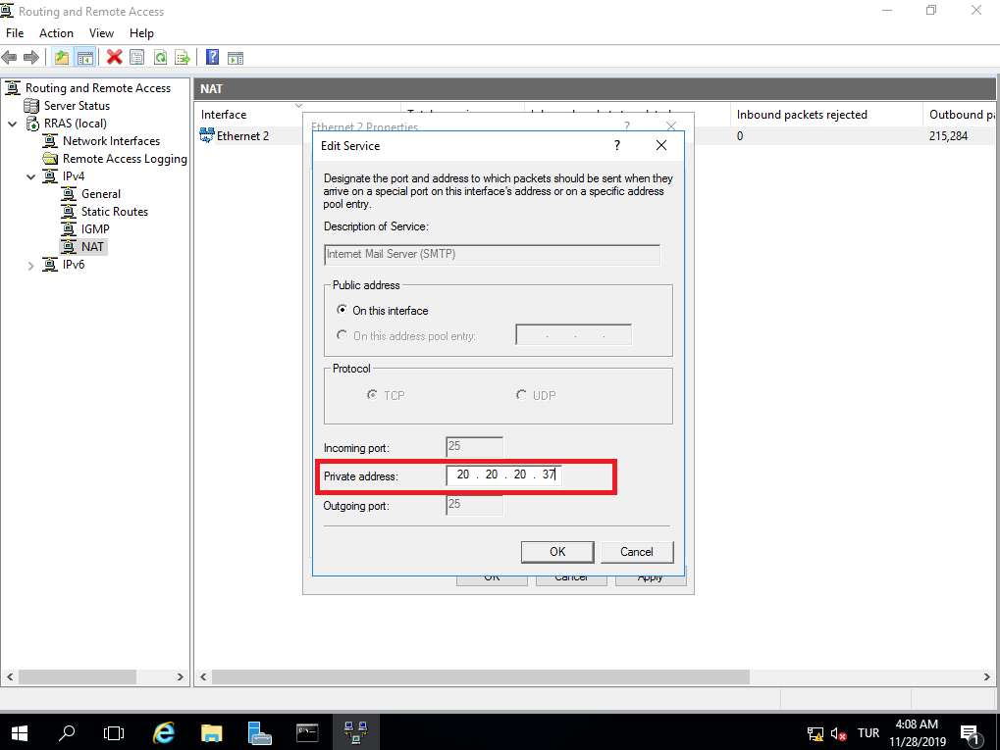 Routing and Remote Access
File Action View Help
Routing and Remote Access
Server Status
RRAS (local)
Network Interfaces
Remote Access Logging
IPv4
General
Static Routes
IGMP
NAT
IPv6
NAT
Interface Inbound packets rejected Outbound pa
Ethernet 2 0 215,284
Ethernet 2 Properties ?
Edit Service ?
Designate the port and address to which packets should be sent when they
arrive on a special port on this interface's address or on a specific address
pool entry.
Description of Service:
Internet Mail Server (SMTP)
Public address
On this interface
On this address pool entry: . . .
Protocol
TCP UDP
Incoming port: 25
Private address: 20 . 20 . 20 . 37
Outgoing port: 25
OK Cancel
OK Cancel Apply
TUR
4:08 AM
11/28/2019
1